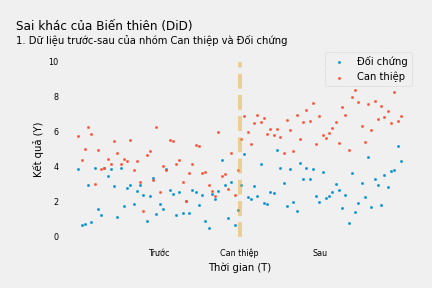 Sai khác của Biến thiên (DiD)
1. Dữ liệu trước-sau của nhóm Can thiệp và Đối chứng
Đối chứng
Can thiệp
Kết quả (Y)
10
8
6
4
2
0
Trước
Can thiệp
Sau
Thời gian (T)